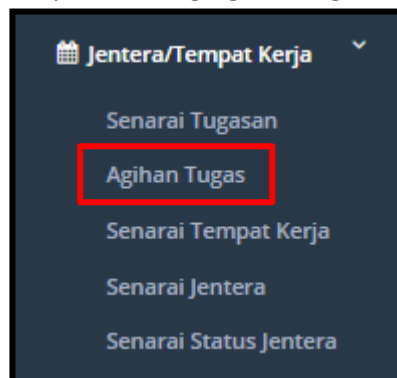 Jentera/Tempat Kerja
Senarai Tugasan
Agihan Tugas
Senarai Tempat Kerja
Senarai Jentera
Senarai Status Jentera